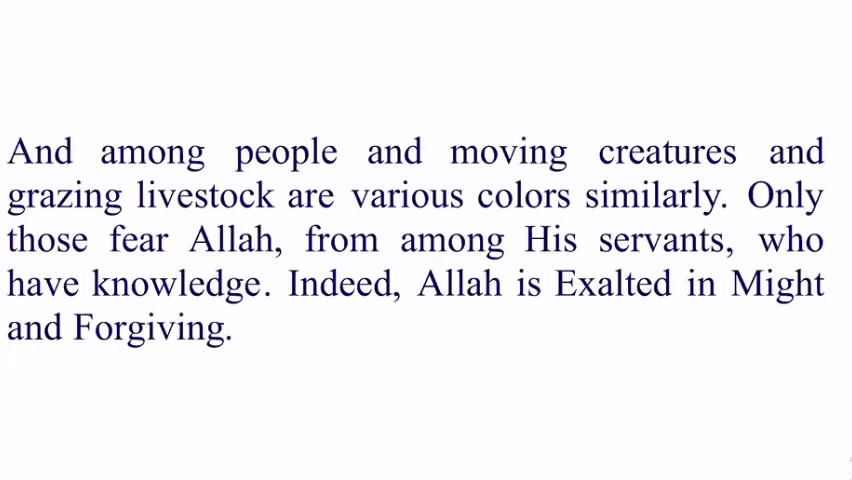 And among people and moving creatures and
grazing livestock are various colors similarly. Only
those fear Allah, from among His servants, who
have knowledge. Indeed, Allah is Exalted in Might
and Forgiving.